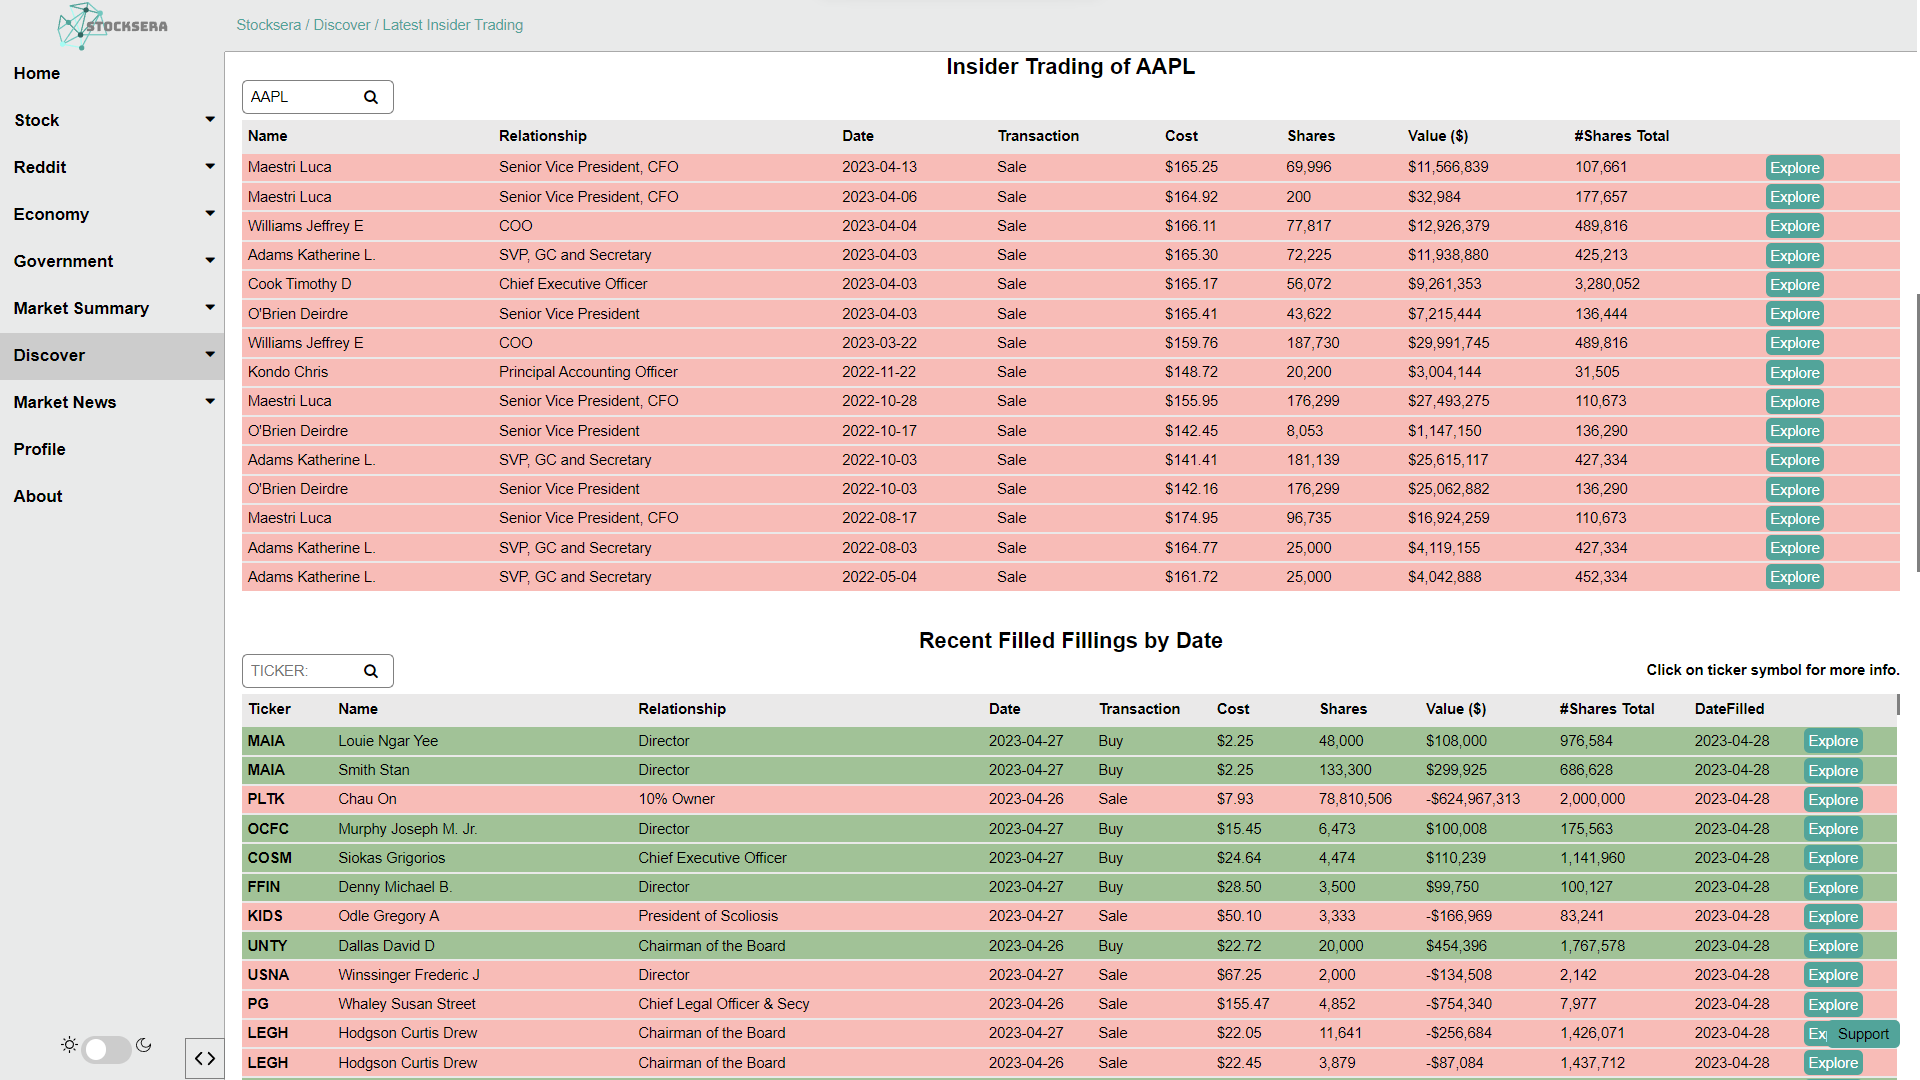 STOCKSERA
Stocksera / Discover / Latest Insider Trading
Home
Stock
Reddit
Economy
Government
Market Summary
Discover
Market News
Profile
About
Insider Trading of AAPL
AAPL
Name Relationship Date Transaction Cost Shares Value ($) #Shares Total
Maestri Luca Senior Vice President, CFO 2023-04-13 Sale $165.25 69,996 $11,566,839 107,661 Explore
Maestri Luca Senior Vice President, CFO 2023-04-06 Sale $164.92 200 $32,984 177,657 Explore
Williams Jeffrey E COO 2023-04-04 Sale $166.11 77,817 $12,926,379 489,816 Explore
Adams Katherine L. SVP, GC and Secretary 2023-04-03 Sale $165.30 72,225 $11,938,880 425,213 Explore
Cook Timothy D Chief Executive Officer 2023-04-03 Sale $165.17 56,072 $9,261,353 3,280,052 Explore
O'Brien Deirdre Senior Vice President 2023-04-03 Sale $165.41 43,622 $7,215,444 136,444 Explore
Williams Jeffrey E COO 2023-03-22 Sale $159.76 187,730 $29,991,745 489,816 Explore
Kondo Chris Principal Accounting Officer 2022-11-22 Sale $148.72 20,200 $3,004,144 31,505 Explore
Maestri Luca Senior Vice President, CFO 2022-10-28 Sale $155.95 176,299 $27,493,275 110,673 Explore
O'Brien Deirdre Senior Vice President 2022-10-17 Sale $142.45 8,053 $1,147,150 136,290 Explore
Adams Katherine L. SVP, GC and Secretary 2022-10-03 Sale $141.41 181,139 $25,615,117 427,334 Explore
O'Brien Deirdre Senior Vice President 2022-10-03 Sale $142.16 176,299 $25,062,882 136,290 Explore
Maestri Luca Senior Vice President, CFO 2022-08-17 Sale $174.95 96,735 $16,924,259 110,673 Explore
Adams Katherine L. SVP, GC and Secretary 2022-08-03 Sale $164.77 25,000 $4,119,155 427,334 Explore
Adams Katherine L. SVP, GC and Secretary 2022-05-04 Sale $161.72 25,000 $4,042,888 452,334 Explore
Recent Filled Fillings by Date
TICKER:
Click on ticker symbol for more info.
Ticker Name Relationship Date Transaction Cost Shares Value ($) #Shares Total DateFilled
MAIA Louie Ngar Yee Director 2023-04-27 Buy $2.25 48,000 $108,000 976,584 2023-04-28 Explore
MAIA Smith Stan Director 2023-04-27 Buy $2.25 133,300 $299,925 686,628 2023-04-28 Explore
PLTK Chau On 10% Owner 2023-04-26 Sale $7.93 78,810,506 -$624,967,313 2,000,000 2023-04-28 Explore
OCFC Murphy Joseph M. Jr. Director 2023-04-27 Buy $15.45 6,473 $100,008 175,563 2023-04-28 Explore
COSM Siokas Grigorios Chief Executive Officer 2023-04-27 Buy $24.64 4,474 $110,239 1,141,960 2023-04-28 Explore
FFIN Denny Michael B. Director 2023-04-27 Buy $28.50 3,500 $99,750 100,127 2023-04-28 Explore
KIDS Odle Gregory A President of Scoliosis 2023-04-27 Sale $50.10 3,333 -$166,969 83,241 2023-04-28 Explore
UNTY Dallas David D Chairman of the Board 2023-04-26 Buy $22.72 20,000 $454,396 1,767,578 2023-04-28 Explore
USNA Winssinger Frederic J Director 2023-04-27 Sale $67.25 2,000 -$134,508 2,142 2023-04-28 Explore
PG Whaley Susan Street Chief Legal Officer & Secy 2023-04-26 Sale $155.47 4,852 -$754,340 7,977 2023-04-28 Explore
LEGH Hodgson Curtis Drew Chairman of the Board 2023-04-27 Sale $22.05 11,641 -$256,684 1,426,071 2023-04-28 Ex Support
LEGH Hodgson Curtis Drew Chairman of the Board 2023-04-26 Sale $22.45 3,879 -$87,084 1,437,712 2023-04-28 Explore